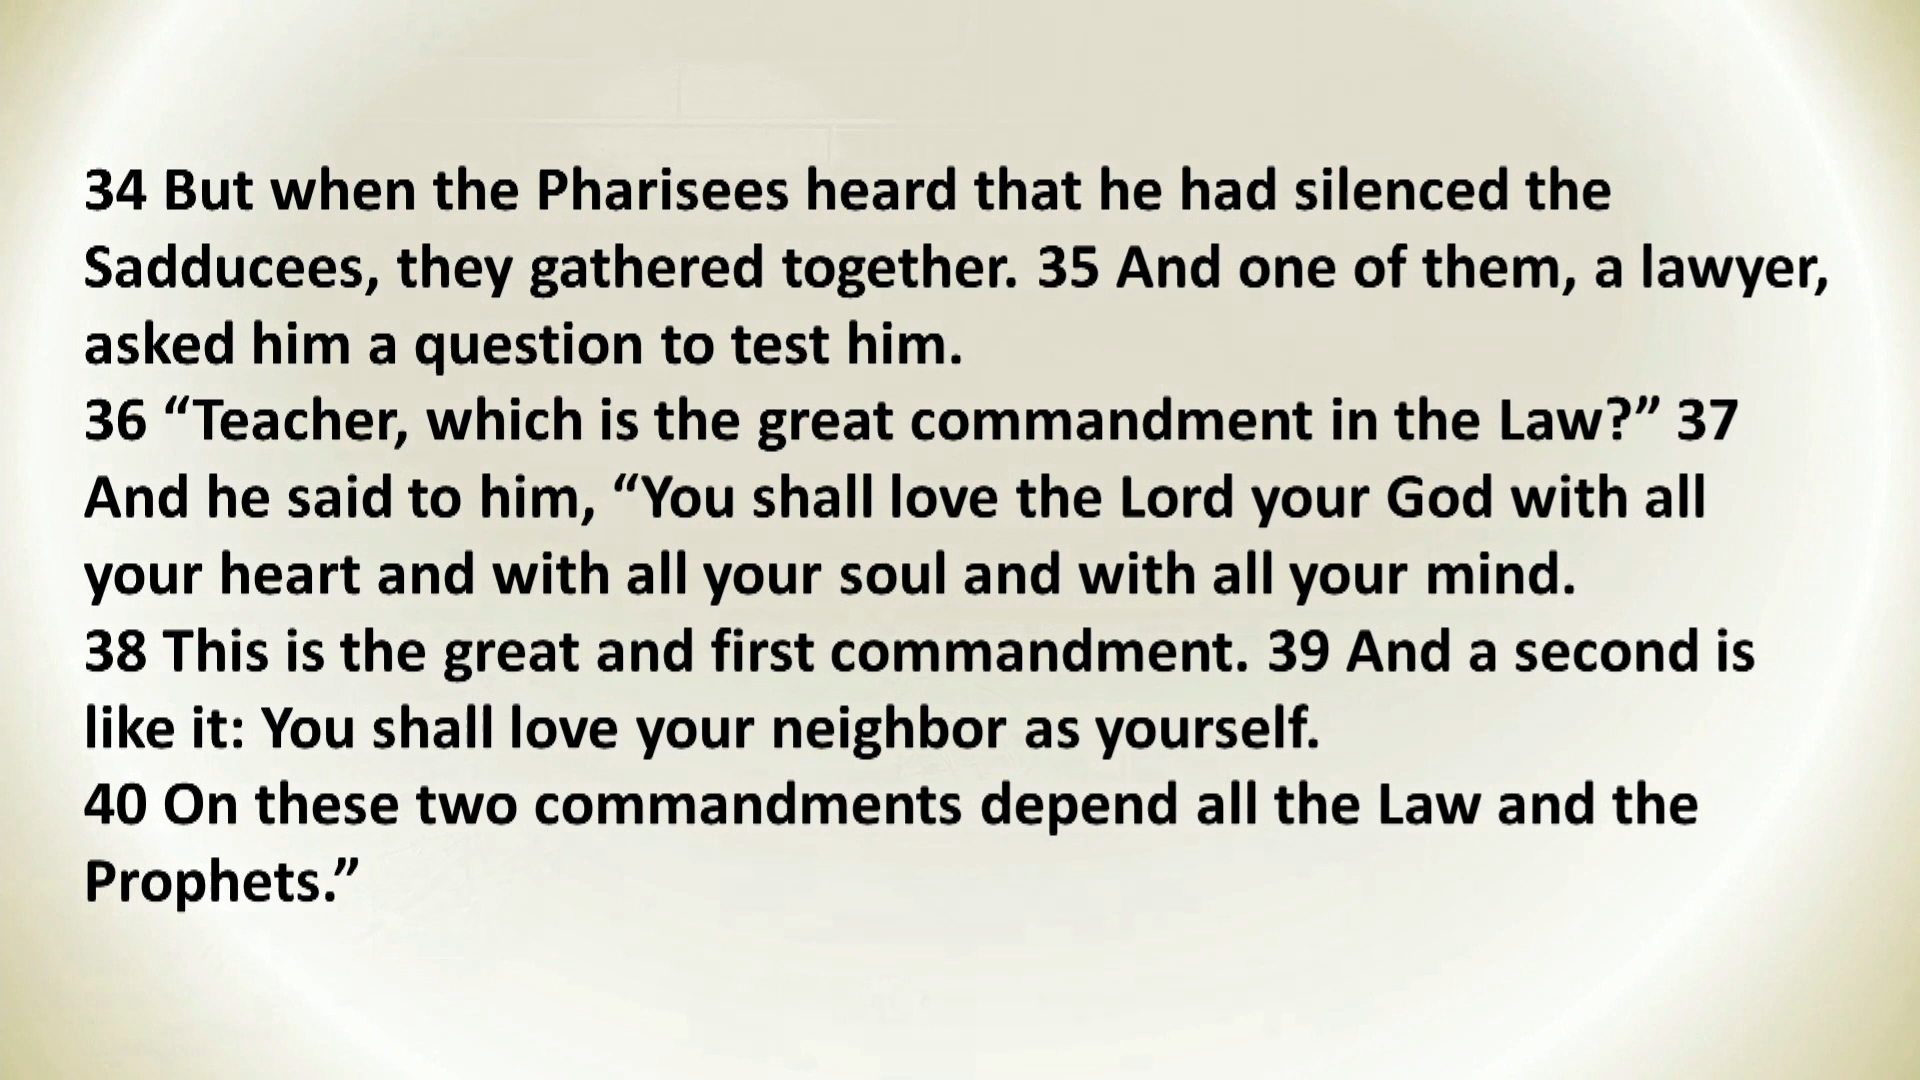 34 But when the Pharisees heard that he had silenced the
Sadducees, they gathered together. 35 And one of them, a lawyer,
asked him a question to test him.
36 “Teacher, which is the great commandment in the Law?” 37
And he said to him, “You shall love the Lord your God with all
your heart and with all your soul and with all your mind.
38 This is the great and first commandment. 39 And a second is
like it: You shall love your neighbor as yourself.
40 On these two commandments depend all the Law and the
Prophets.”